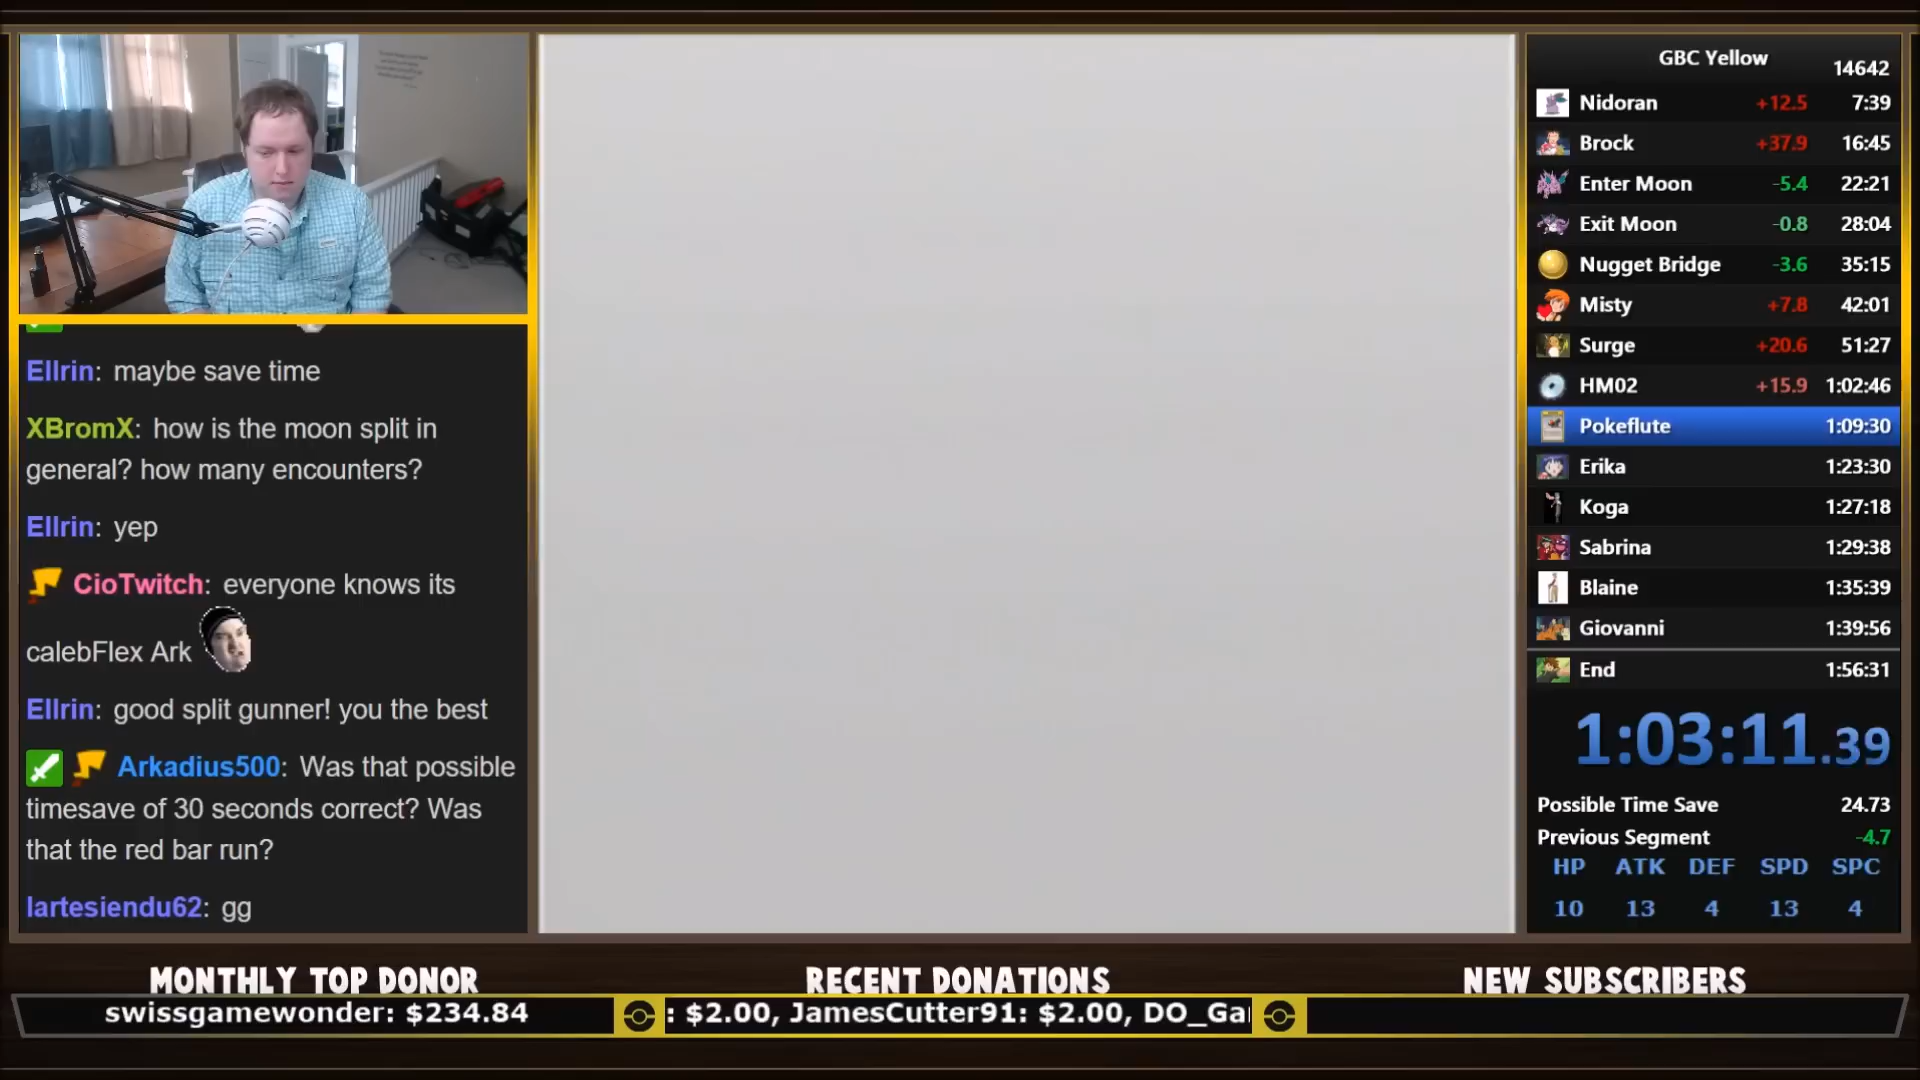 Ellrin: maybe save time
XBromX: how is the moon split in
general? how many encounters?
Ellrin: yep
CioTwitch: everyone knows its
calebFlex Ark
Ellrin: good split gunner! you the best
Arkadius500: Was that possible
timesave of 30 seconds correct? Was
that the red bar run?
lartesiendu62: gg
GBC Yellow 14642
Nidoran +12.5 7:39
Brock +37.9 16:45
Enter Moon -5.4 22:21
Exit Moon -0.8 28:04
Nugget Bridge -3.6 35:15
Misty +7.8 42:01
Surge +20.6 51:27
HM02 +15.9 1:02:46
Pokeflute 1:09:30
Erika 1:23:30
Koga 1:27:18
Sabrina 1:29:38
Blaine 1:35:39
Giovanni 1:39:56
End 1:56:31
1:03:11.39
Possible Time Save 24.73
Previous Segment -4.7
HP ATK DEF SPD SPC
10 13 4 13 4
MONTHLY TOP DONOR
swissgamewonder: $234.84
RECENT DONATIONS
: $2.00, JamesCutter91: $2.00, DO_Ga
NEW SUBSCRIBERS